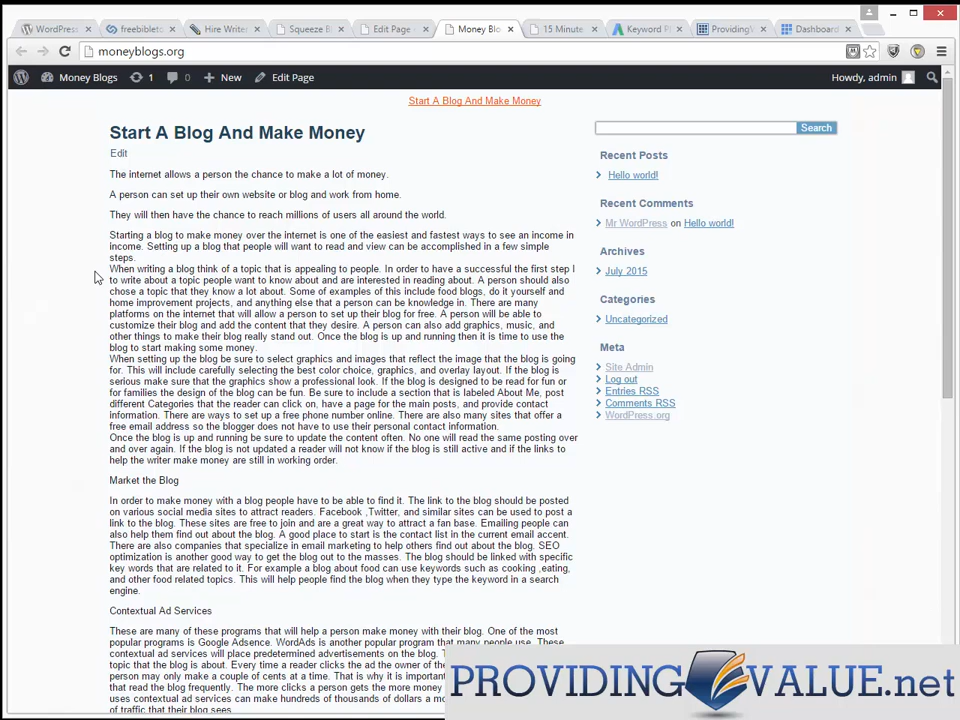 WordPress
freebibleto
Hire Writer
Squeeze Bl
Edit Page
Money Blo
15 Minute
Keyword Pl
ProvidingV
Dashboard
moneyblogs.org
Money Blogs
1
0
New
Edit Page
Howdy, admin
Start A Blog And Make Money
Start A Blog And Make Money
Edit
The internet allows a person the chance to make a lot of money.
A person can set up their own website or blog and work from home.
They will then have the chance to reach millions of users all around the world.
Starting a blog to make money over the internet is one of the easiest and fastest ways to see an income in
income. Setting up a blog that people will want to read and view can be accomplished in a few simple
steps.
When writing a blog think of a topic that is appealing to people. In order to have a successful the first step I
to write about a topic people want to know about and are interested in reading about. A person should also
chose a topic that they know a lot about. Some of examples of this include food blogs, do it yourself and
home improvement projects, and anything else that a person can be knowledge in. There are many
platforms on the internet that will allow a person to set up their blog for free. A person will be able to
customize their blog and add the content that they desire. A person can also add graphics, music, and
other things to make their blog really stand out. Once the blog is up and running then it is time to use the
blog to start making some money.
When setting up the blog be sure to select graphics and images that reflect the image that the blog is going
for. This will include carefully selecting the best color choice, graphics, and overlay layout. If the blog is
serious make sure that the graphics show a professional look. If the blog is designed to be read for fun or
for families the design of the blog can be fun. Be sure to include a section that is labeled About Me, post
different Categories that the reader can click on, have a page for the main posts, and provide contact
information. There are ways to set up a free phone number online. There are also many sites that offer a
free email address so the blogger does not have to use their personal contact information.
Once the blog is up and running be sure to update the content often. No one will read the same posting over
and over again. If the blog is not updated a reader will not know if the blog is still active and if the links to
help the writer make money are still in working order.
Market the Blog
In order to make money with a blog people have to be able to find it. The link to the blog should be posted
on various social media sites to attract readers. Facebook ,Twitter, and similar sites can be used to post a
link to the blog. These sites are free to join and are a great way to attract a fan base. Emailing people can
also help them find out about the blog. A good place to start is the contact list in the current email accent.
There are also companies that specialize in email marketing to help others find out about the blog. SEO
optimization is another good way to get the blog out to the masses. The blog should be linked with specific
key words that are related to it. For example a blog about food can use keywords such as cooking ,eating,
and other food related topics. This will help people find the blog when they type the keyword in a search
engine.
Contextual Ad Services
These are many of these programs that will help a person make money with their blog. One of the most
popular programs is Google Adsence. WordAds is another popular program that many people use. These
contextual ad services will place predetermined advertisements on the blog.
topic that the blog is about. Every time a reader clicks the ad the owner of the
person may only make a couple of cents at a time. That is why it is important
that read the blog frequently. The more clicks a person gets the more money
uses contextual ad services can make hundreds of thousands of dollars a
of traffic that their blog sees.
Search
Recent Posts
Hello world!
Recent Comments
Mr WordPress on Hello world!
Archives
July 2015
Categories
Uncategorized
Meta
Site Admin
Log out
Entries RSS
Comments RSS
WordPress.org
PROVIDING VALUE.net